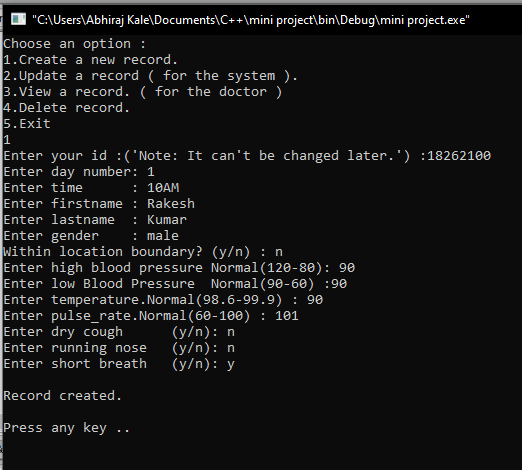 "C:\Users\Abhiraj Kale\Documents\C++\mini project\bin\Debug\mini project.exe"
Choose an option :
1.Create a new record.
2.Update a record ( for the system ).
3.View a record. ( for the doctor )
4.Delete record.
5.Exit
1
Enter your id :('Note: It can't be changed later.') :18262100
Enter day number: 1
Enter time      : 10AM
Enter firstname : Rakesh
Enter lastname  : Kumar
Enter gender    : male
Within location boundary? (y/n) : n
Enter high blood pressure Normal(120-80): 90
Enter low Blood Pressure  Normal(90-60) :90
Enter temperature.Normal(98.6-99.9) : 90
Enter pulse_rate.Normal(60-100) : 101
Enter dry cough      (y/n): n
Enter running nose   (y/n): n
Enter short breath   (y/n): y
Record created.
Press any key ..